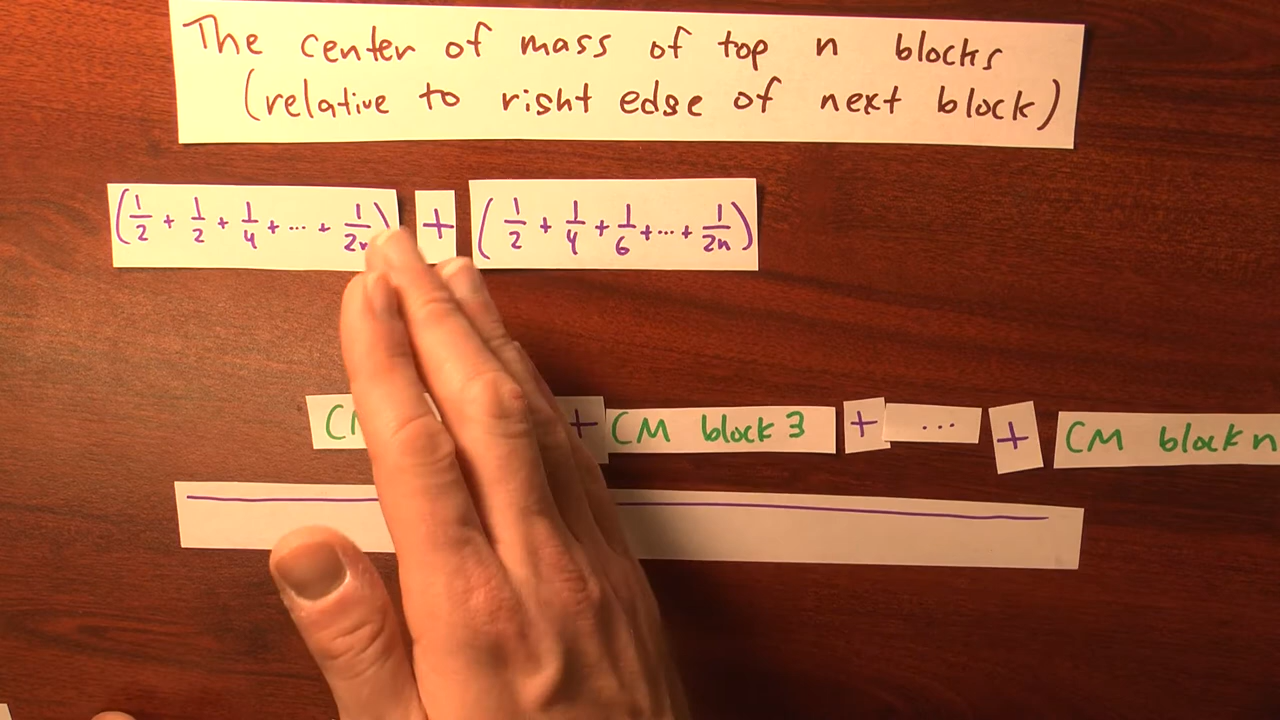 The center of mass of top n blocks
(relative to right edge of next block)
(1/2 + 1/2 + 1/4 + ... + 1/2n) + (1/2 + 1/4 + 1/6 + ... + 1/2n)
CM + CM block 3 + ... + CM block n